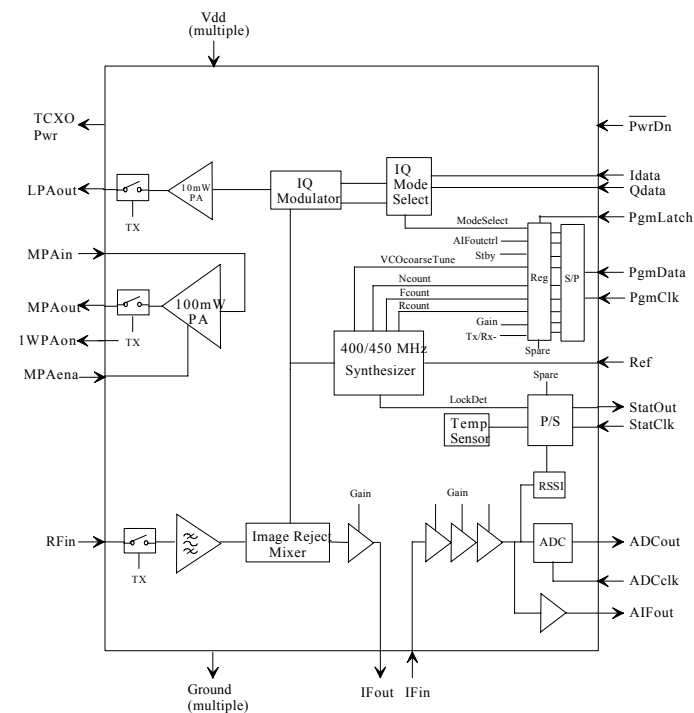 Vdd
(multiple)
TCXO
Pwr
PwrDn
LPAout
10mW
PA
TX
IQ
Modulator
IQ
Mode
Select
Idata
Qdata
ModeSelect
PgmLatch
MPAin
AIFoutctrl
Stby
VCOcoarseTune
Reg
S/P
PgmData
Ncount
Fcount
Rcount
PgmClk
MPAout
100mW
PA
TX
1WPAon
MPAena
Gain
Tx/Rx-
Spare
400/450 MHz
Synthesizer
Ref
Spare
LockDet
StatOut
Temp
Sensor
P/S
StatClk
RSSI
Gain
Gain
RFin
TX
Image Reject
Mixer
ADC
ADCout
ADCclk
AIFout
Ground
(multiple)
IFout
IFin